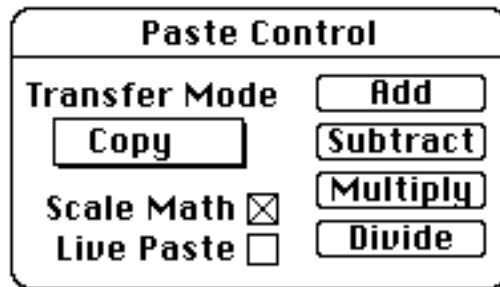 Paste Control
Transfer Mode
Copy
Scale Math
Live Paste
Add
Subtract
Multiply
Divide